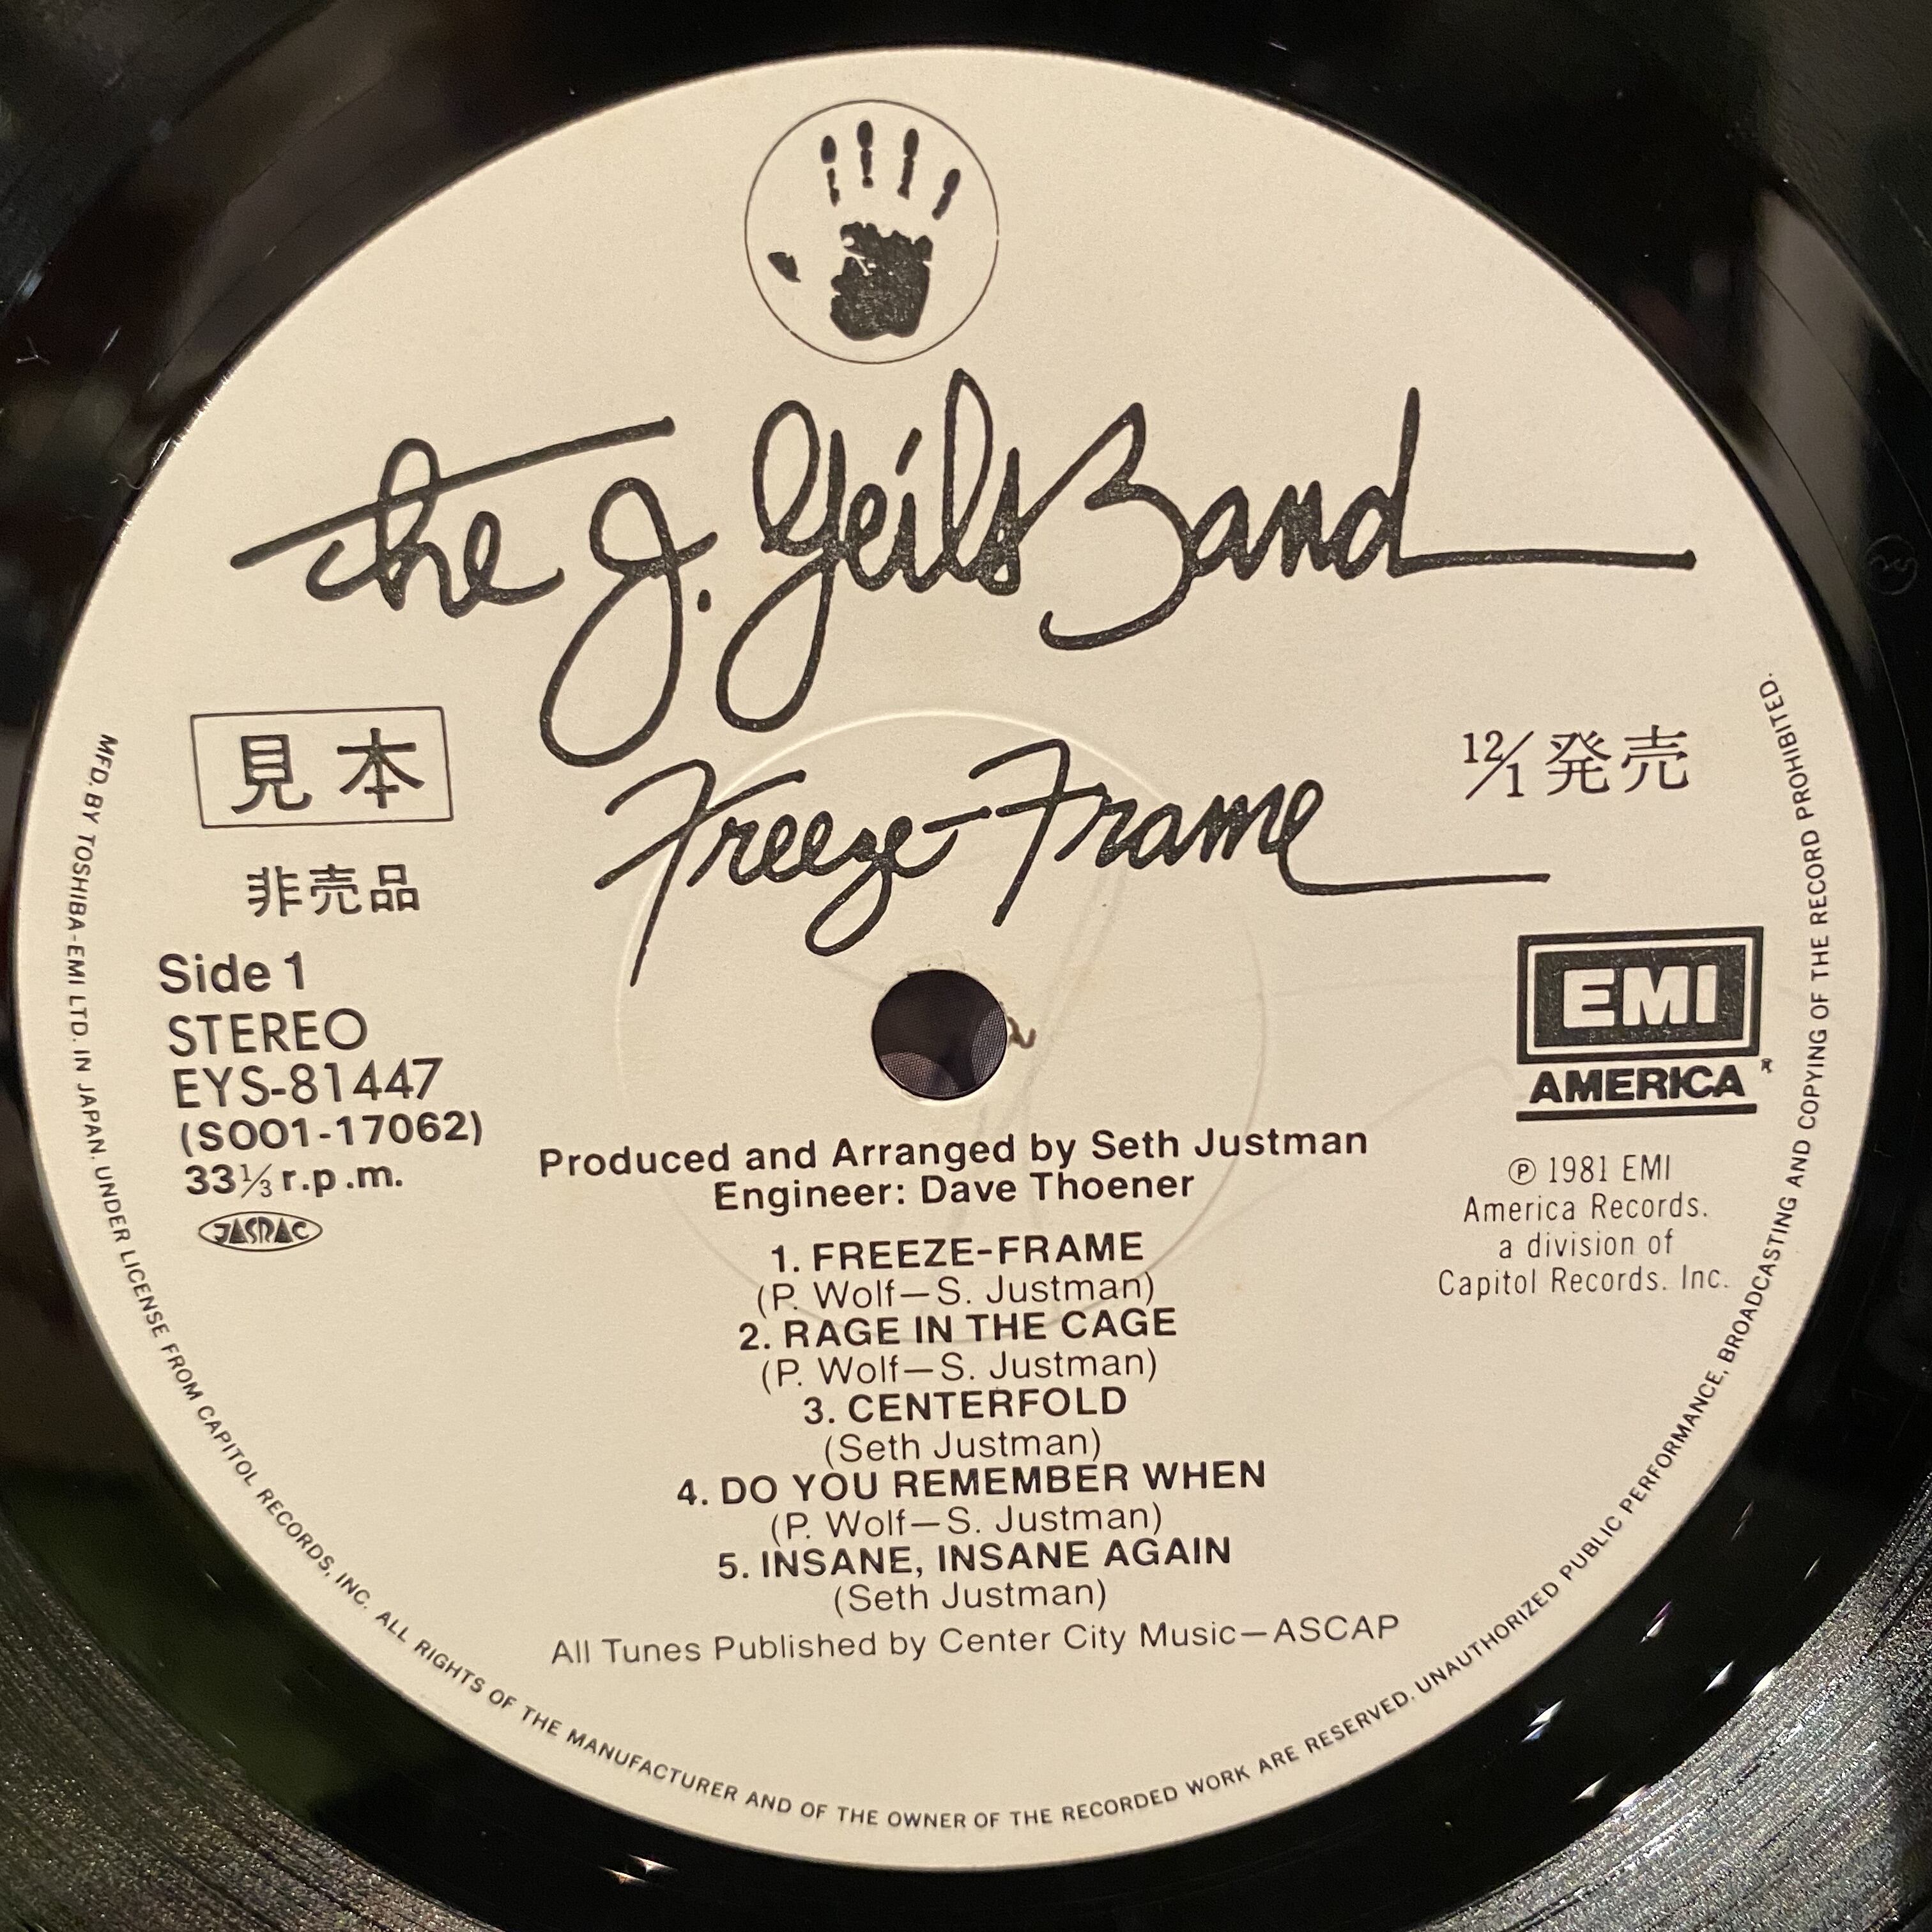 The J. Geils Band
Freeze-Frame
見本
非売品
12/1 発売
Side 1
STEREO
EYS-81447
(S001-17062)
33⅓ r.p.m.
JASRAC
EMI
AMERICA®
℗ 1981 EMI
America Records.
a division of
Capitol Records. Inc.
Produced and Arranged by Seth Justman
Engineer: Dave Thoener
1. FREEZE-FRAME
(P. Wolf—S. Justman)
2. RAGE IN THE CAGE
(P. Wolf—S. Justman)
3. CENTERFOLD
(Seth Justman)
4. DO YOU REMEMBER WHEN
(P. Wolf—S. Justman)
5. INSANE, INSANE AGAIN
(Seth Justman)
All Tunes Published by Center City Music—ASCAP
MFD. BY TOSHIBA-EMI LTD. IN JAPAN. UNDER LICENSE FROM CAPITOL RECORDS, INC. ALL RIGHTS OF THE MANUFACTURER AND OF THE OWNER OF THE RECORDED WORK ARE RESERVED. UNAUTHORIZED PUBLIC PERFORMANCE, BROADCASTING AND COPYING OF THE RECORD PROHIBITED.